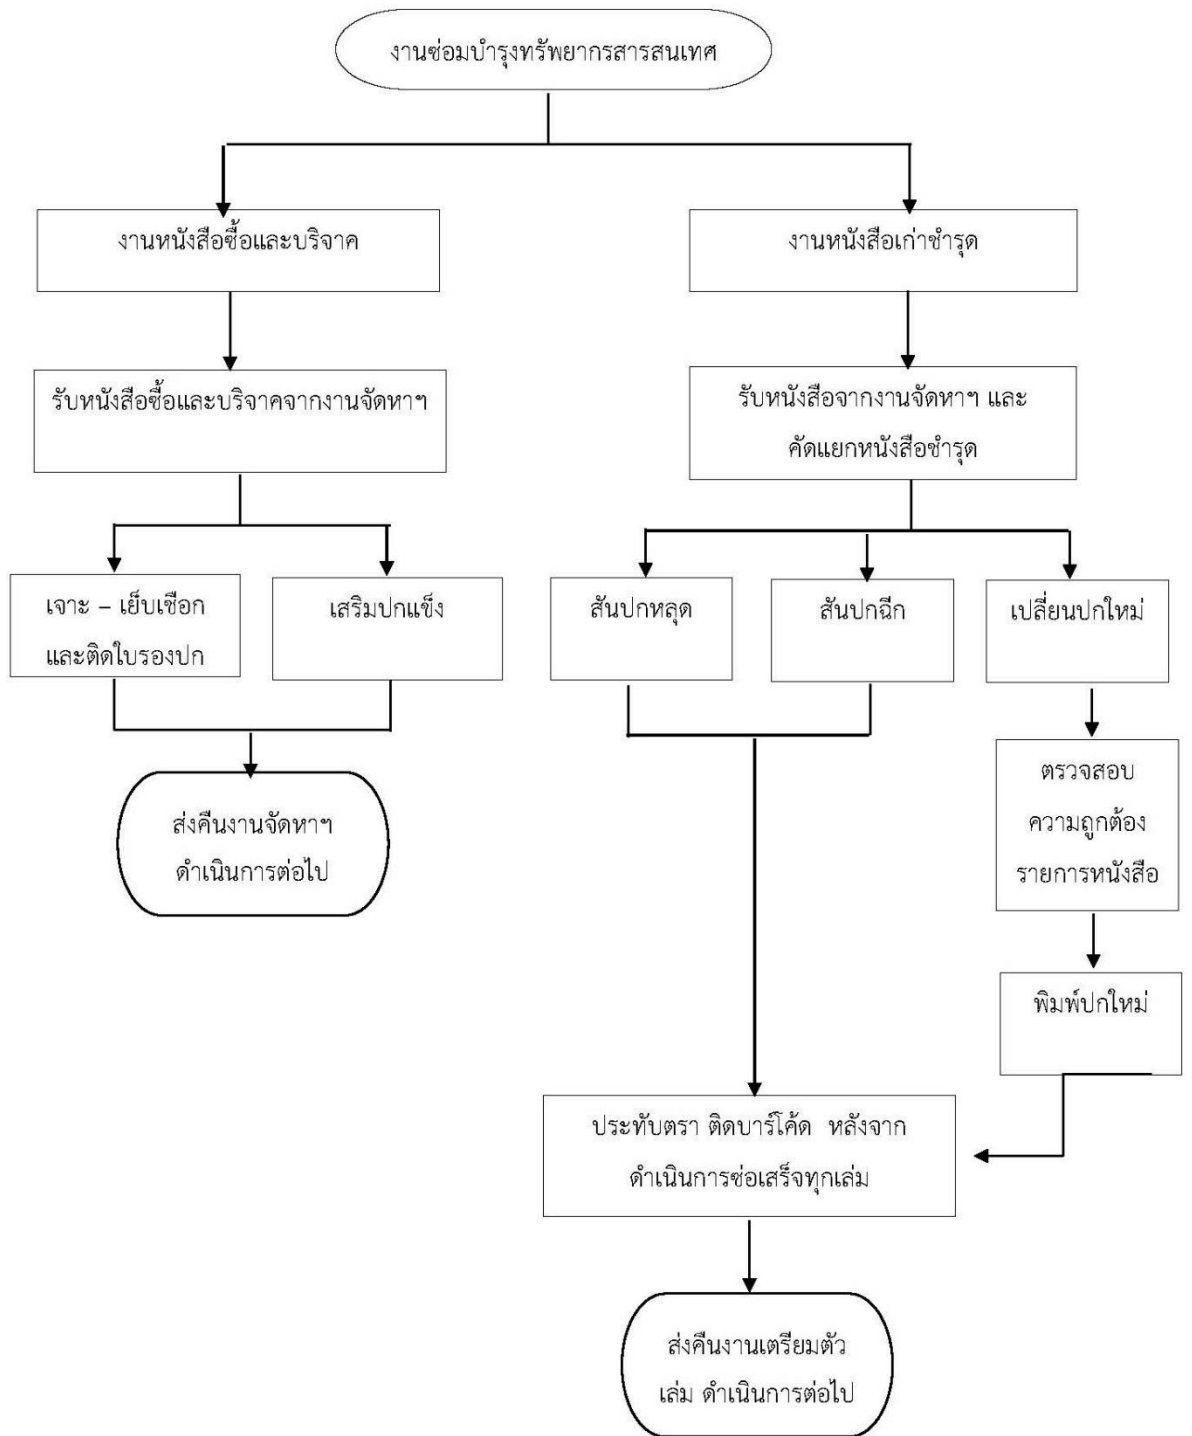 งานซ่อมบำรุงทรัพยากรสารสนเทศ
งานหนังสือซื้อและบริจาค
งานหนังสือเก่าชำรุด
รับหนังสือซื้อและบริจาคจากงานจัดหาฯ
รับหนังสือจากงานจัดหาฯ และ
คัดแยกหนังสือชำรุด
เจาะ – เย็บเชือก
และติดใบรองปก
เสริมปกแข็ง
สันปกหลุด
สันปกฉีก
เปลี่ยนปกใหม่
ส่งคืนงานจัดหาฯ
ดำเนินการต่อไป
ตรวจสอบ
ความถูกต้อง
รายการหนังสือ
พิมพ์ปกใหม่
ประทับตรา ติดบาร์โค้ด หลังจาก
ดำเนินการซ่อเสร็จทุกเล่ม
ส่งคืนงานเตรียมตัว
เล่ม ดำเนินการต่อไป